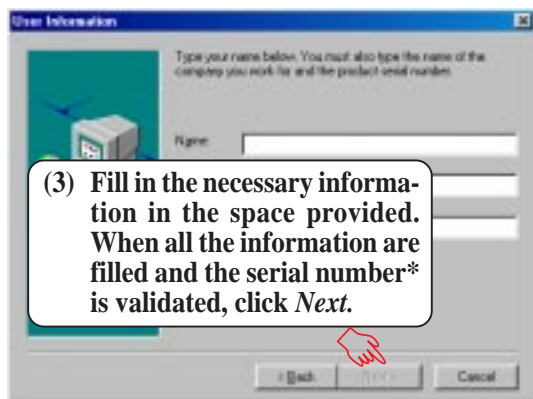 User Information
Type your name below. You must also type the name of the
company you work for and the product serial number.
Name
(3) Fill in the necessary informa-
tion in the space provided.
When all the information are
filled and the serial number*
is validated, click Next.
< Back
Next >
Cancel